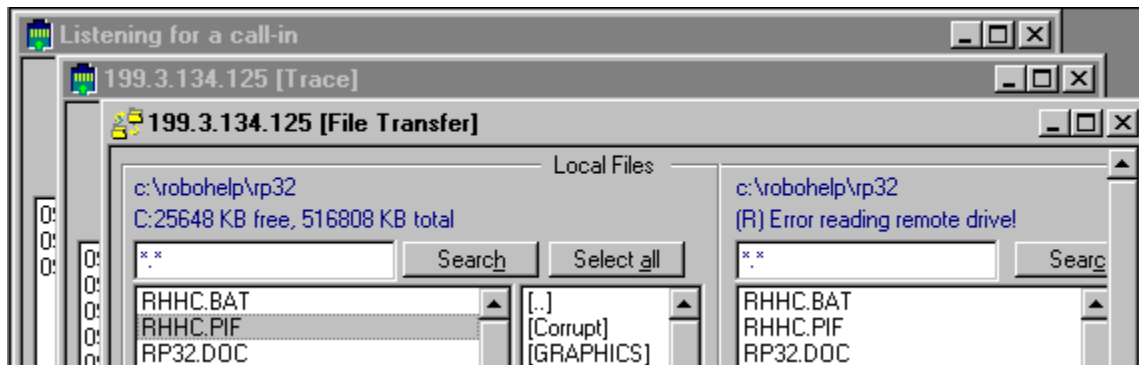 Listening for a call-in
199.3.134.125 [Trace]
199.3.134.125 [File Transfer]
Local Files
c:\robohelp\rp32
C:25648 KB free, 516808 KB total
*.*
Search
Select all
RHHC.BAT
RHHC.PIF
RP32.DOC
[..]
[Corrupt]
[GRAPHICS]
c:\robohelp\rp32
(R) Error reading remote drive!
*.*
Searc
RHHC.BAT
RHHC.PIF
RP32.DOC